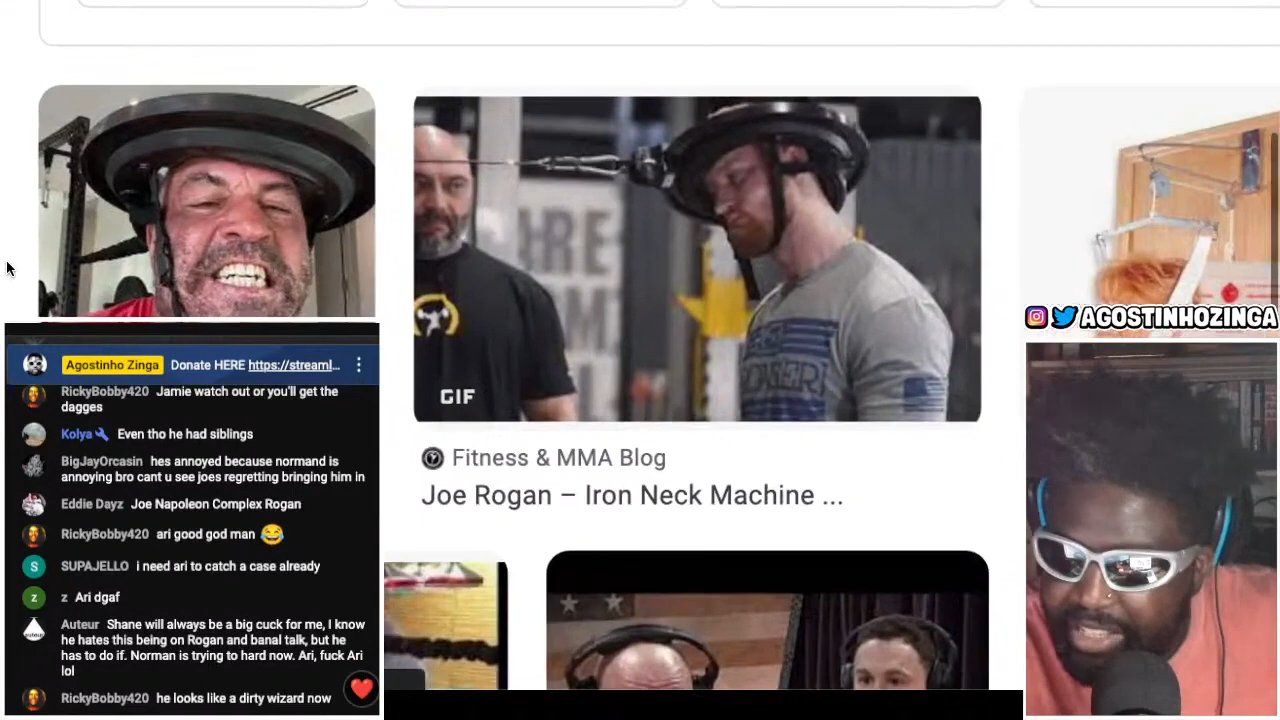 GIF
Fitness & MMA Blog
Joe Rogan – Iron Neck Machine ...
AGOSTINHOZINGA
Agostinho Zinga Donate HERE https://streaml...
RickyBobby420 Jamie watch out or you'll get the
dagges
Kolya Even tho he had siblings
BigJayOrcasin hes annoyed because normand is
annoying bro cant u see joes regretting bringing him in
Eddie Dayz Joe Napoleon Complex Rogan
RickyBobby420 ari good god man 😂
SUPAJELLO i need ari to catch a case already
z Ari dgaf
Auteur Shane will always be a big cuck for me, I know
he hates this being on Rogan and banal talk, but he
has to do if. Norman is trying to hard now. Ari, fuck Ari
lol
RickyBobby420 he looks like a dirty wizard now